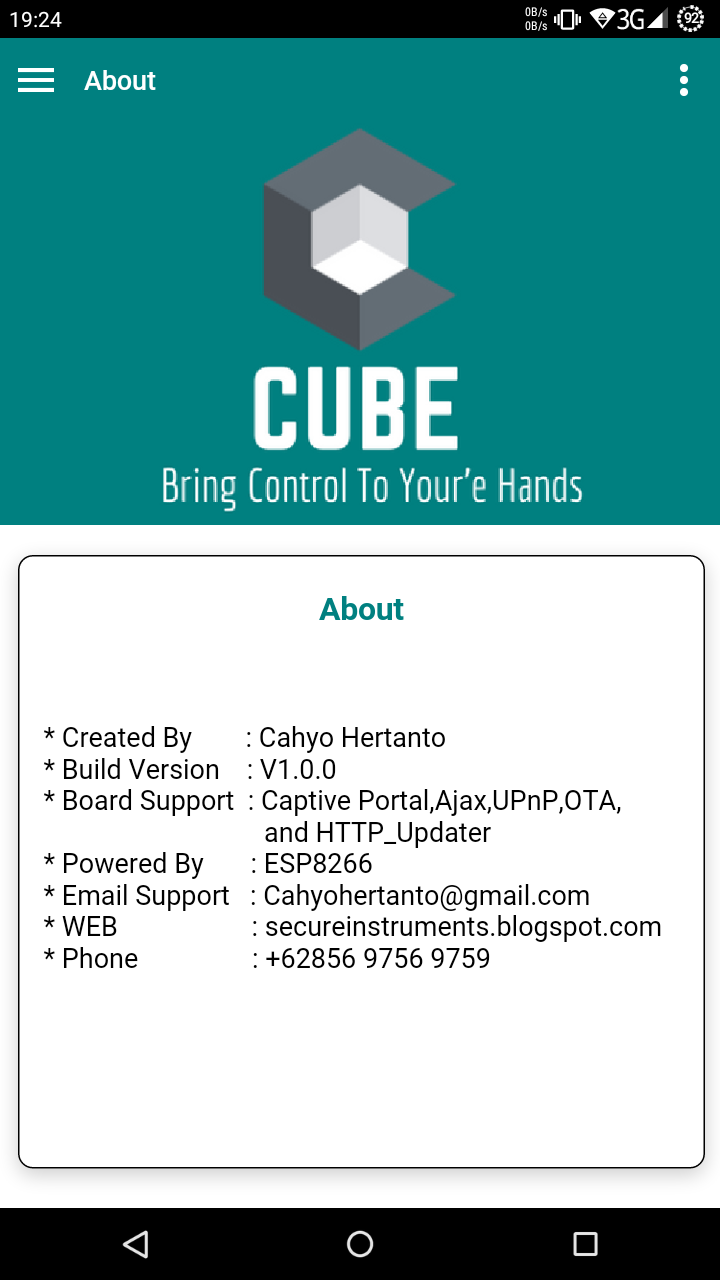 19:24
0B/s
0B/s
3G
92
About
CUBE
Bring Control To Your'e Hands
About
* Created By : Cahyo Hertanto
* Build Version : V1.0.0
* Board Support : Captive Portal,Ajax,UPnP,OTA,
and HTTP_Updater
* Powered By : ESP8266
* Email Support : Cahyohertanto@gmail.com
* WEB : secureinstruments.blogspot.com
* Phone : +62856 9756 9759